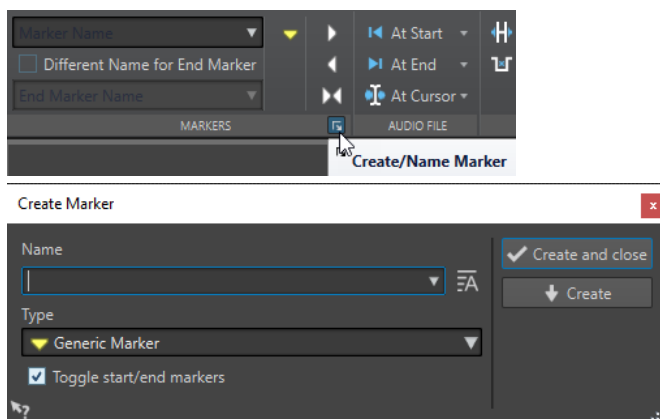 Marker Name
At Start
Different Name for End Marker
At End
End Marker Name
At Cursor
MARKERS
AUDIO FILE
Create/Name Marker
Create Marker
x
Name
Create and close
A
Create
Type
Generic Marker
Toggle start/end markers
?